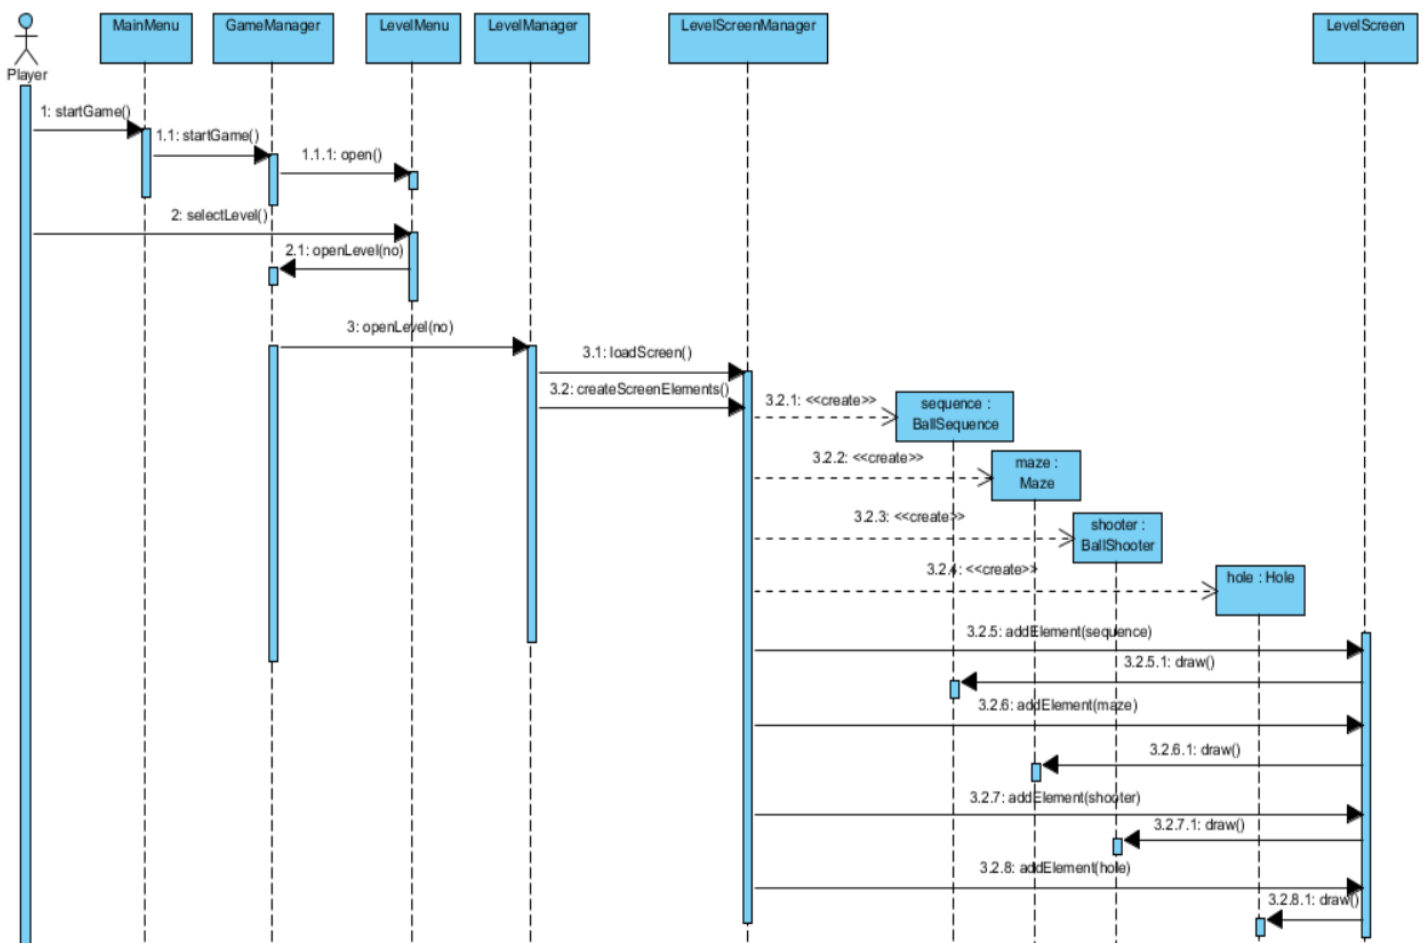 MainMenu
GameManager
LevelMenu
LevelManager
LevelScreenManager
LevelScreen
Player
1: startGame()
1.1: startGame()
1.1.1: open()
2: selectLevel()
2.1: openLevel(no)
3: openLevel(no)
3.1: loadScreen()
3.2: createScreenElements()
3.2.1: <<create>>
sequence :
BallSequence
3.2.2: <<create>>
maze :
Maze
3.2.3: <<create>>
shooter :
BallShooter
3.2.4: <<create>>
hole : Hole
3.2.5: addElement(sequence)
3.2.5.1: draw()
3.2.6: addElement(maze)
3.2.6.1: draw()
3.2.7: addElement(shooter)
3.2.7.1: draw()
3.2.8: addElement(hole)
3.2.8.1: draw()